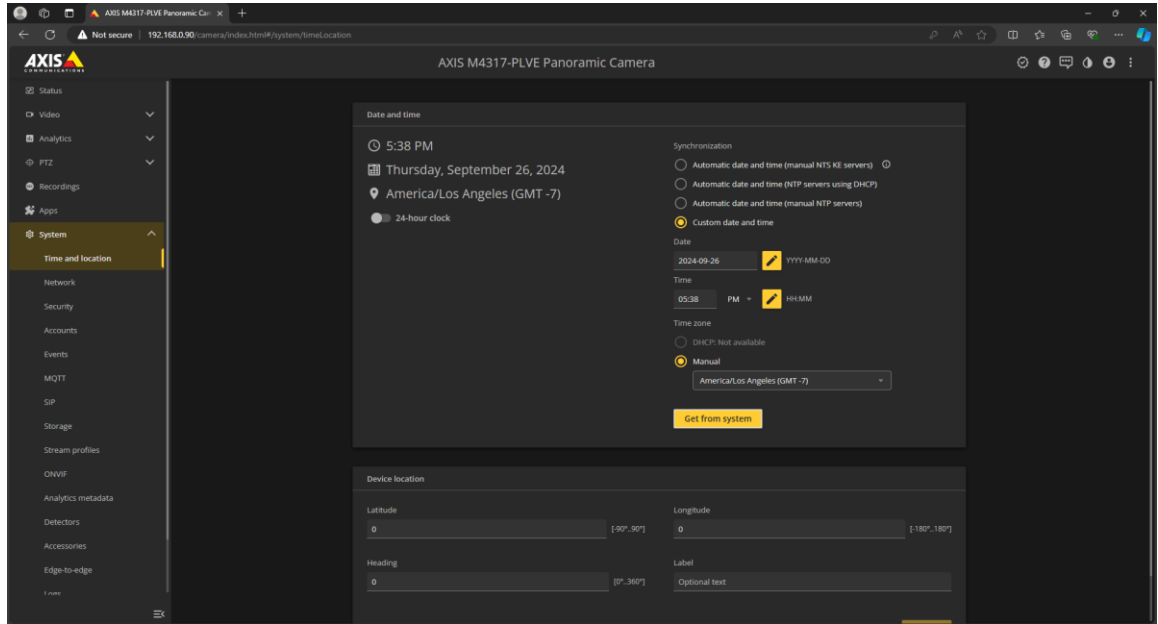 AXIS M4317-PLVE Panoramic Car
Not secure 192.168.0.90/camera/index.html#/system/timeLocation
AXIS
COMMUNICATIONS
AXIS M4317-PLVE Panoramic Camera
Status
Video
Analytics
PTZ
Recordings
Apps
System
Time and location
Network
Security
Accounts
Events
MQTT
SIP
Storage
Stream profiles
ONVIF
Analytics metadata
Detectors
Accessories
Edge-to-edge
Logs
Date and time
5:38 PM
Thursday, September 26, 2024
America/Los Angeles (GMT -7)
24-hour clock
Synchronization
Automatic date and time (manual NTS KE servers)
Automatic date and time (NTP servers using DHCP)
Automatic date and time (manual NTP servers)
Custom date and time
Date
2024-09-26 YYYY-MM-DD
Time
05:38 PM HH:MM
Time zone
DHCP: Not available
Manual
America/Los Angeles (GMT -7)
Get from system
Device location
Latitude
0 [-90°..90°]
Longitude
0 [-180°..180°]
Heading
0 [0°..360°]
Label
Optional text